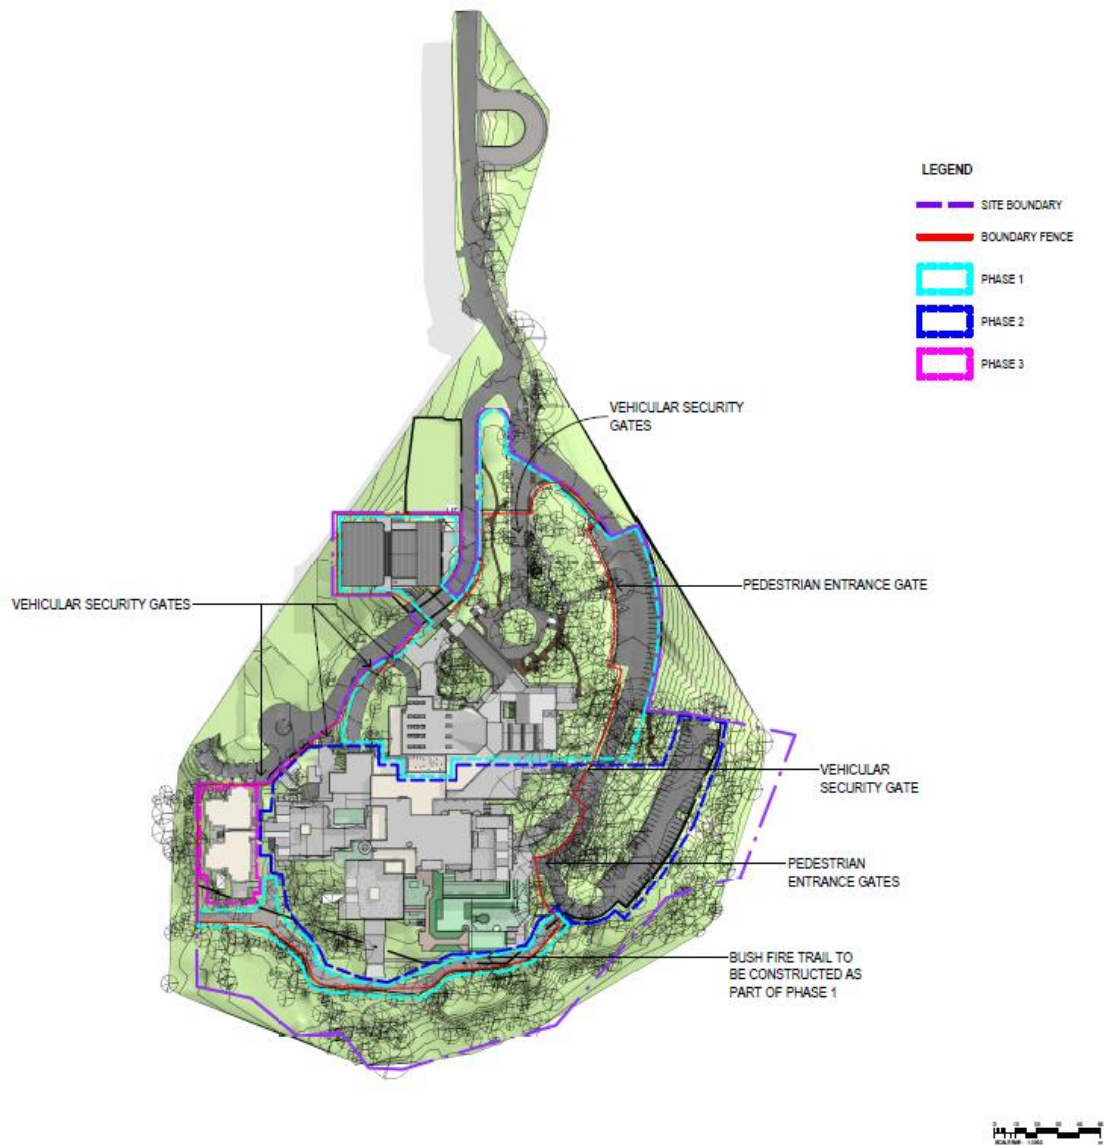 LEGEND
SITE BOUNDARY
BOUNDARY FENCE
PHASE 1
PHASE 2
PHASE 3
VEHICULAR SECURITY
GATES
PEDESTRIAN ENTRANCE GATE
VEHICULAR SECURITY GATES
VEHICULAR
SECURITY GATE
PEDESTRIAN
ENTRANCE GATES
BUSH FIRE TRAIL TO
BE CONSTRUCTED AS
PART OF PHASE 1